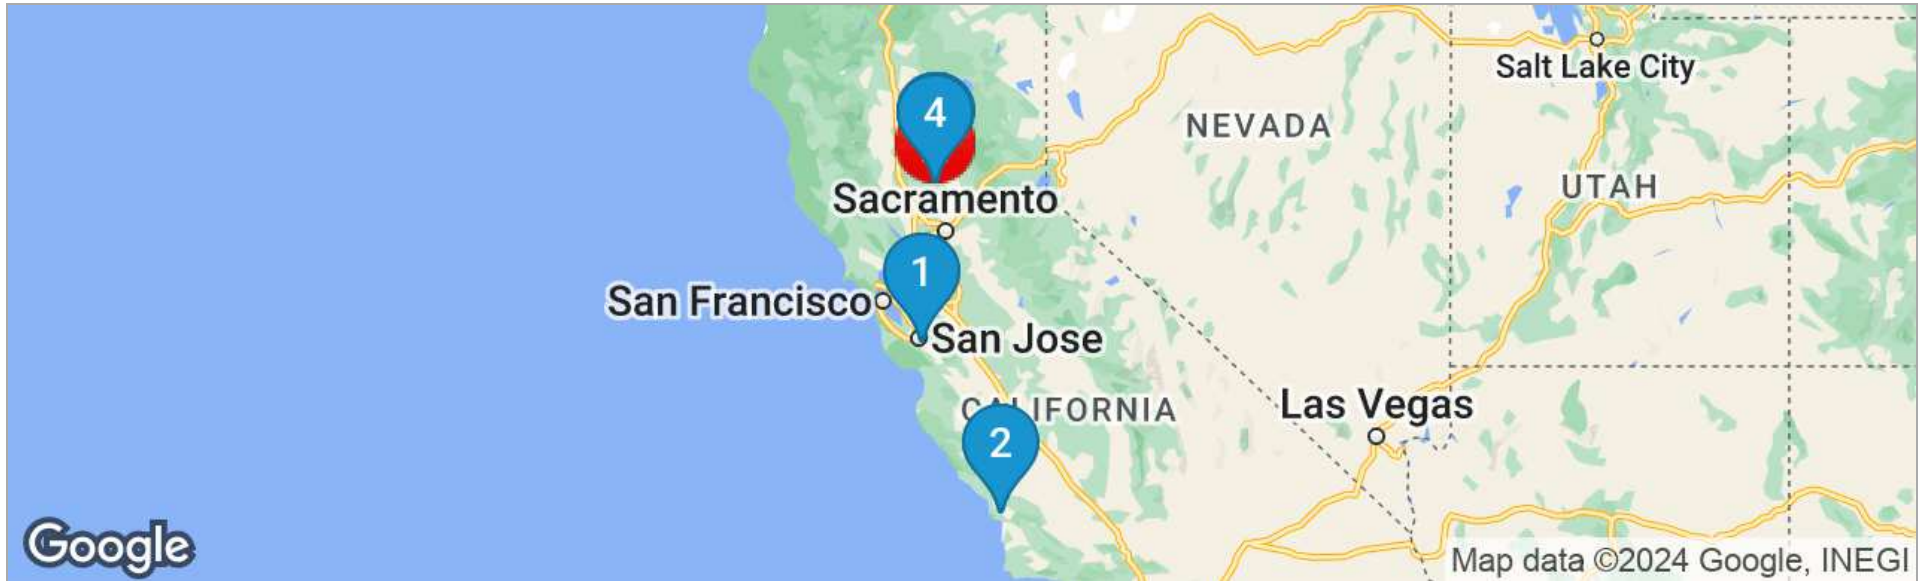 Salt Lake City
4
NEVADA
UTAH
Sacramento
1
San Francisco
San Jose
CALIFORNIA
Las Vegas
2
Google
Map data ©2024 Google, INEGI